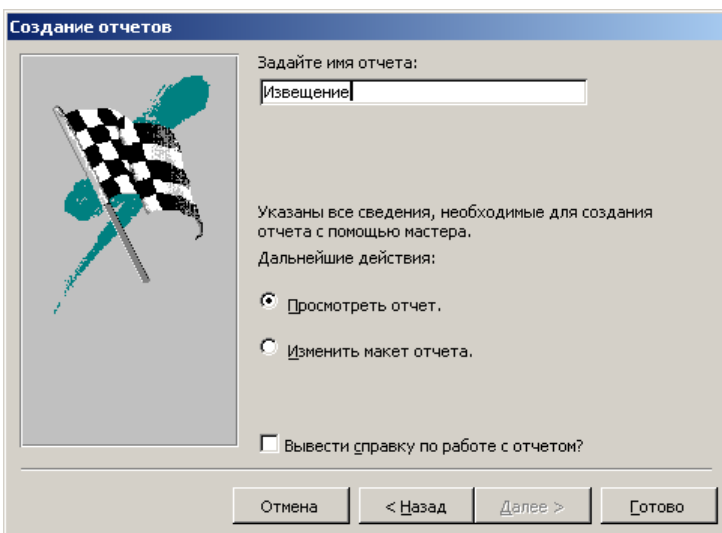 Создание отчетов
Задайте имя отчета:
Извещение
Указаны все сведения, необходимые для создания
отчета с помощью мастера.
Дальнейшие действия:
Просмотреть отчет.
Изменить макет отчета.
Вывести справку по работе с отчетом?
Отмена
< Назад
Далее >
Готово